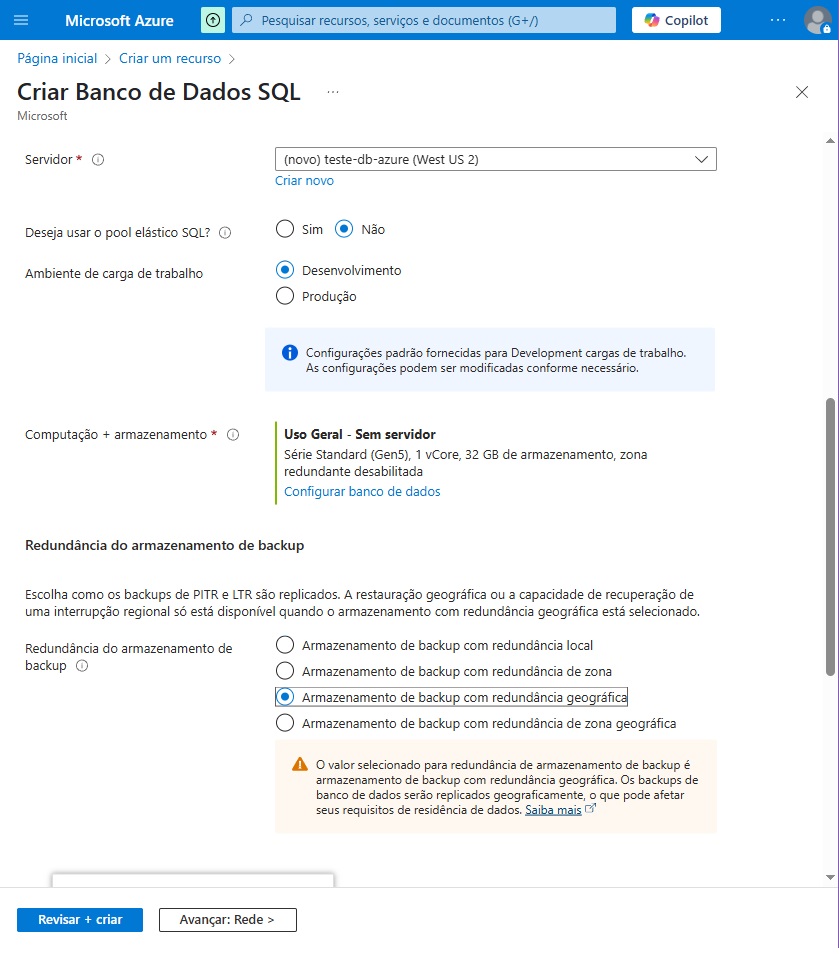 Microsoft Azure
Pesquisar recursos, serviços e documentos (G+/)
Copilot
...
Página inicial > Criar um recurso >
Criar Banco de Dados SQL ...
Microsoft
Servidor *
(novo) teste-db-azure (West US 2)
Criar novo
Deseja usar o pool elástico SQL?
Sim Não
Ambiente de carga de trabalho
Desenvolvimento
Produção
Configurações padrão fornecidas para Development cargas de trabalho.
As configurações podem ser modificadas conforme necessário.
Computação + armazenamento *
Uso Geral - Sem servidor
Série Standard (Gen5), 1 vCore, 32 GB de armazenamento, zona
redundante desabilitada
Configurar banco de dados
Redundância do armazenamento de backup
Escolha como os backups de PITR e LTR são replicados. A restauração geográfica ou a capacidade de recuperação de
uma interrupção regional só está disponível quando o armazenamento com redundância geográfica está selecionado.
Redundância do armazenamento de
backup
Armazenamento de backup com redundância local
Armazenamento de backup com redundância de zona
Armazenamento de backup com redundância geográfica
Armazenamento de backup com redundância de zona geográfica
O valor selecionado para redundância de armazenamento de backup é
armazenamento de backup com redundância geográfica. Os backups de
banco de dados serão replicados geograficamente, o que pode afetar
seus requisitos de residência de dados. Saiba mais
Revisar + criar
Avançar: Rede >